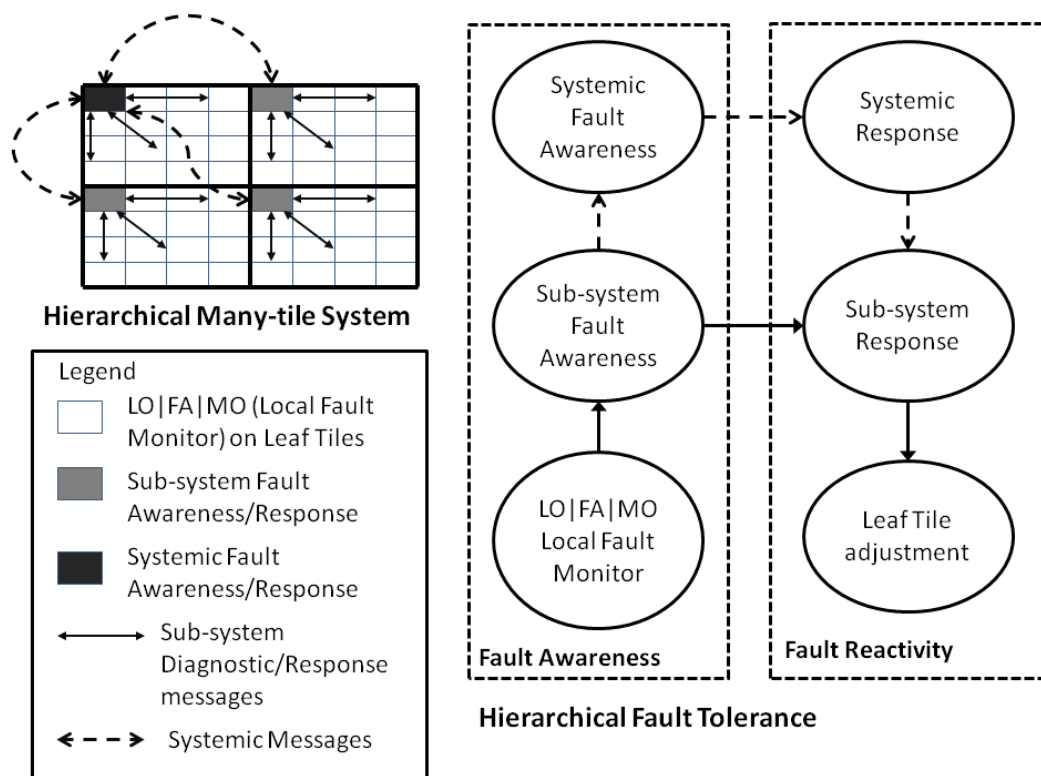 Hierarchical Many-tile System
Legend
LO|FA|MO (Local Fault
Monitor) on Leaf Tiles
Sub-system Fault
Awareness/Response
Systemic Fault
Awareness/Response
Sub-system
Diagnostic/Response
messages
Systemic Messages
Systemic
Fault
Awareness
Sub-system
Fault
Awareness
LO|FA|MO
Local Fault
Monitor
Fault Awareness
Systemic
Response
Sub-system
Response
Leaf Tile
adjustment
Fault Reactivity
Hierarchical Fault Tolerance